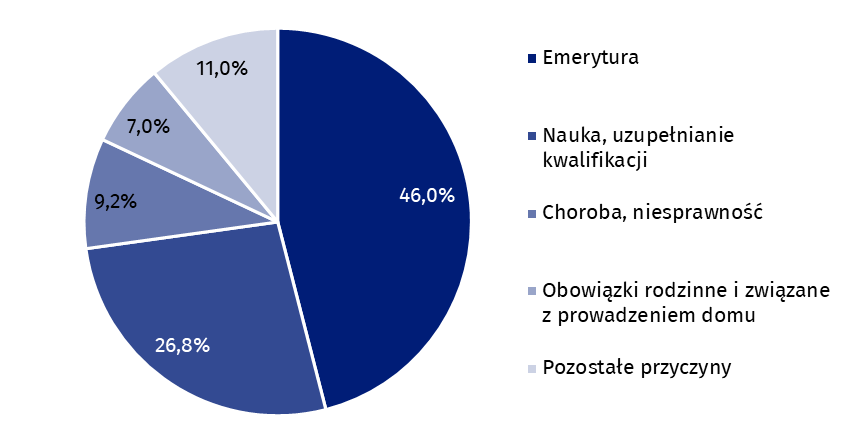 11,0%
7,0%
9,2%
46,0%
26,8%
Emerytura
Nauka, uzupełnianie
kwalifikacji
Choroba, niesprawność
Obowiązki rodzinne i związane
z prowadzeniem domu
Pozostałe przyczyny